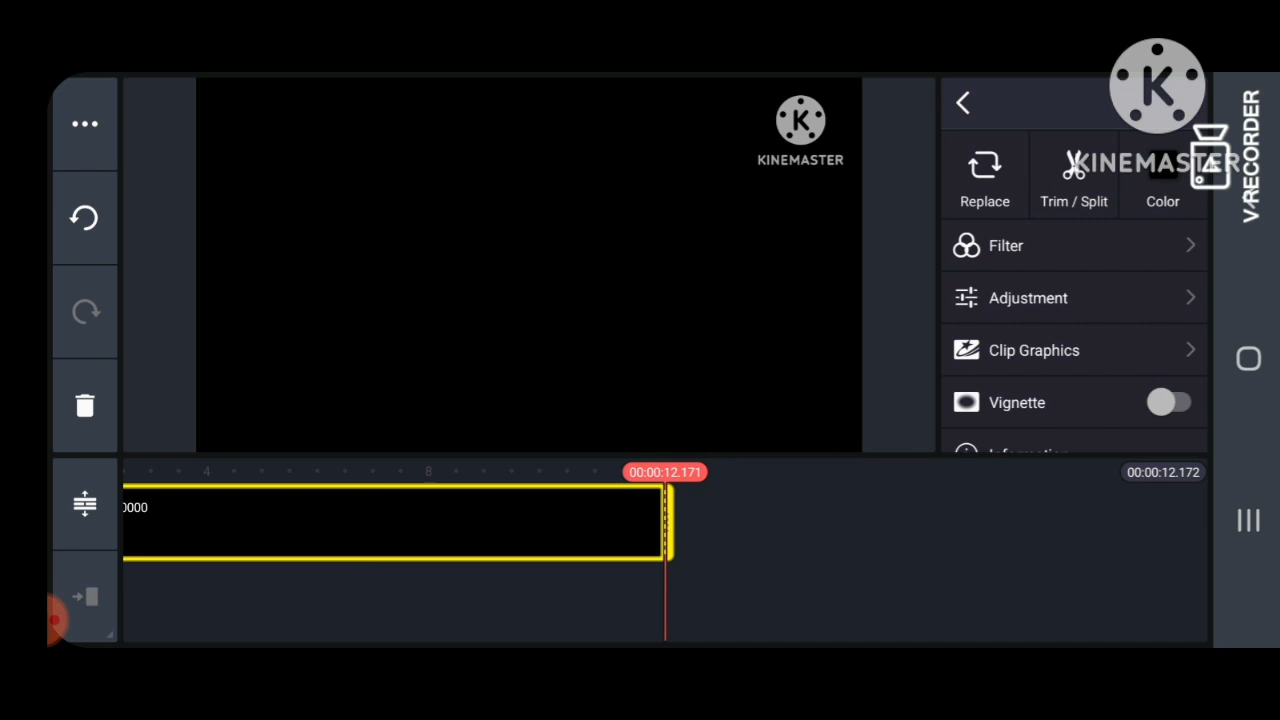 K
KINEMASTER
K
KINEMASTER
V RECORDER
Replace
Trim / Split
Color
Filter
Adjustment
Clip Graphics
Vignette
Information
4
8
00:00:12.171
00:00:12.172
0000